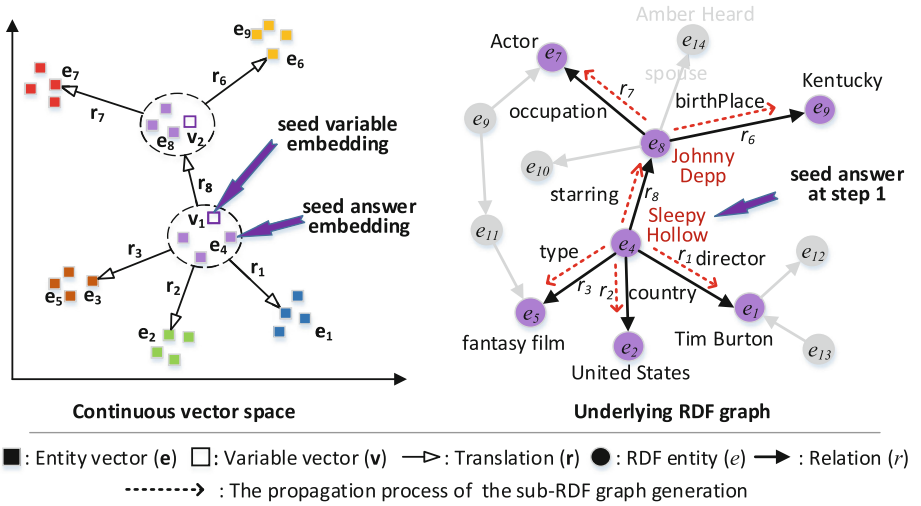 e9
e6
e7
r6
r7
e8
v2
seed variable
embedding
r8
v1
e4
seed answer
embedding
r3
r1
r2
e5
e3
e2
e1
Continuous vector space
Amber Heard
e14
Actor
e7
spouse
r7
birthPlace
Kentucky
e9
occupation
r6
e9
e8
Johnny
Depp
e10
starring
r8
seed answer
at step 1
Sleepy
Hollow
e11
e4
type
r1 director
e12
r3
r2
country
e5
e1
fantasy film
e2
Tim Burton
e13
United States
Underlying RDF graph
: Entity vector (e)
: Variable vector (v)
: Translation (r)
: RDF entity (e)
: Relation (r)
: The propagation process of the sub-RDF graph generation